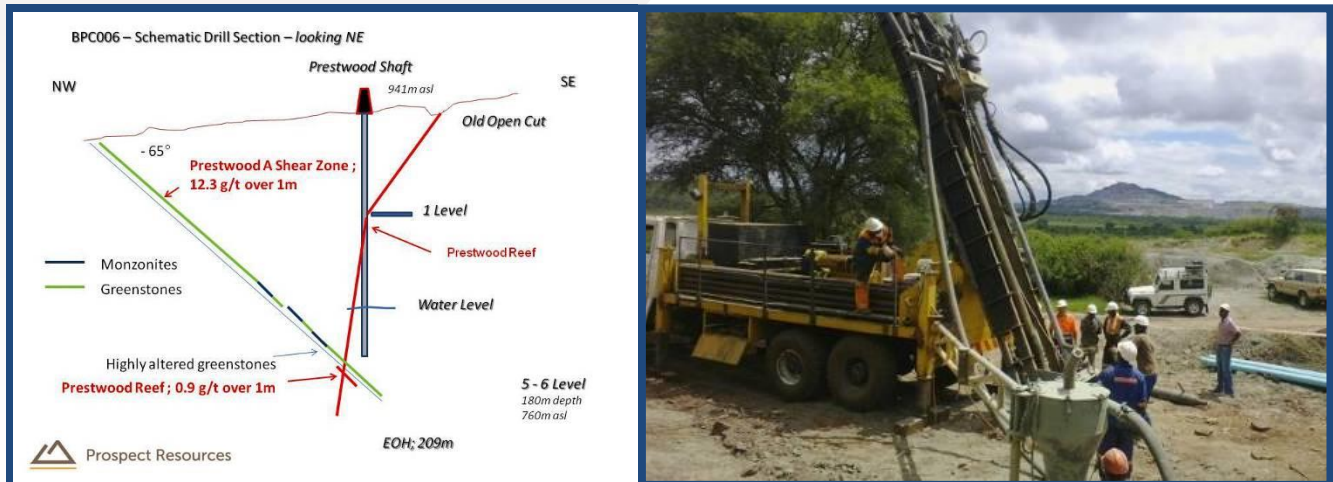 BPC006 – Schematic Drill Section – looking NE
Prestwood Shaft
NW
SE
941m asl
Old Open Cut
- 65°
Prestwood A Shear Zone ;
12.3 g/t over 1m
1 Level
Prestwood Reef
Monzonites
Greenstones
Water Level
Highly altered greenstones
Prestwood Reef ; 0.9 g/t over 1m
5 - 6 Level
180m depth
760m asl
EOH; 209m
Prospect Resources